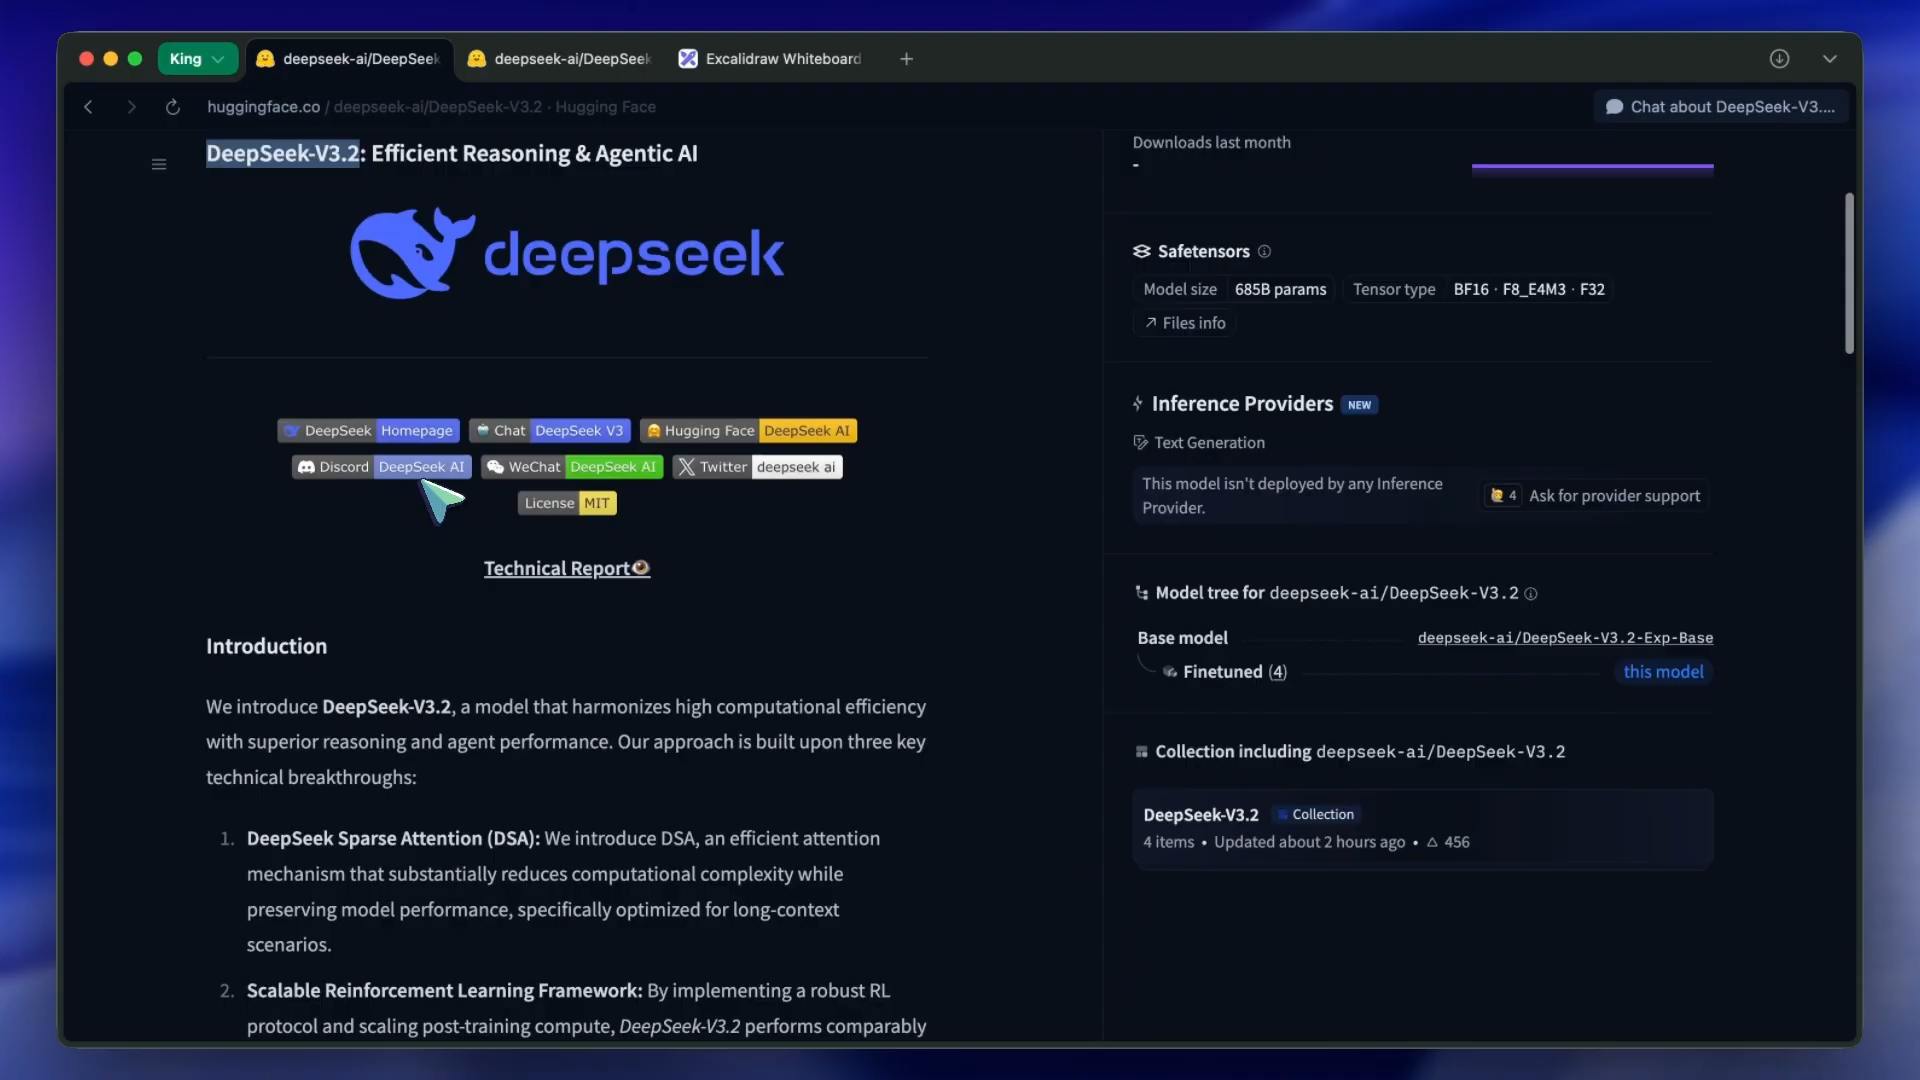 King
deepseek-ai/DeepSeek
deepseek-ai/DeepSeek
Excalidraw Whiteboard
huggingface.co / deepseek-ai/DeepSeek-V3.2 · Hugging Face
Chat about DeepSeek-V3....
DeepSeek-V3.2: Efficient Reasoning & Agentic AI
deepseek
DeepSeek Homepage
Chat DeepSeek V3
Hugging Face DeepSeek AI
Discord DeepSeek AI
WeChat DeepSeek AI
Twitter deepseek ai
License MIT
Technical Report👁️
Introduction
We introduce DeepSeek-V3.2, a model that harmonizes high computational efficiency
with superior reasoning and agent performance. Our approach is built upon three key
technical breakthroughs:
1. DeepSeek Sparse Attention (DSA): We introduce DSA, an efficient attention
mechanism that substantially reduces computational complexity while
preserving model performance, specifically optimized for long-context
scenarios.
2. Scalable Reinforcement Learning Framework: By implementing a robust RL
protocol and scaling post-training compute, DeepSeek-V3.2 performs comparably
Downloads last month
-
Safetensors
Model size 685B params
Tensor type BF16 · F8_E4M3 · F32
Files info
Inference Providers NEW
Text Generation
This model isn't deployed by any Inference
Provider.
🙋 4 Ask for provider support
Model tree for deepseek-ai/DeepSeek-V3.2
Base model deepseek-ai/DeepSeek-V3.2-Exp-Base
Finetuned (4) this model
Collection including deepseek-ai/DeepSeek-V3.2
DeepSeek-V3.2 Collection
4 items • Updated about 2 hours ago • △ 456